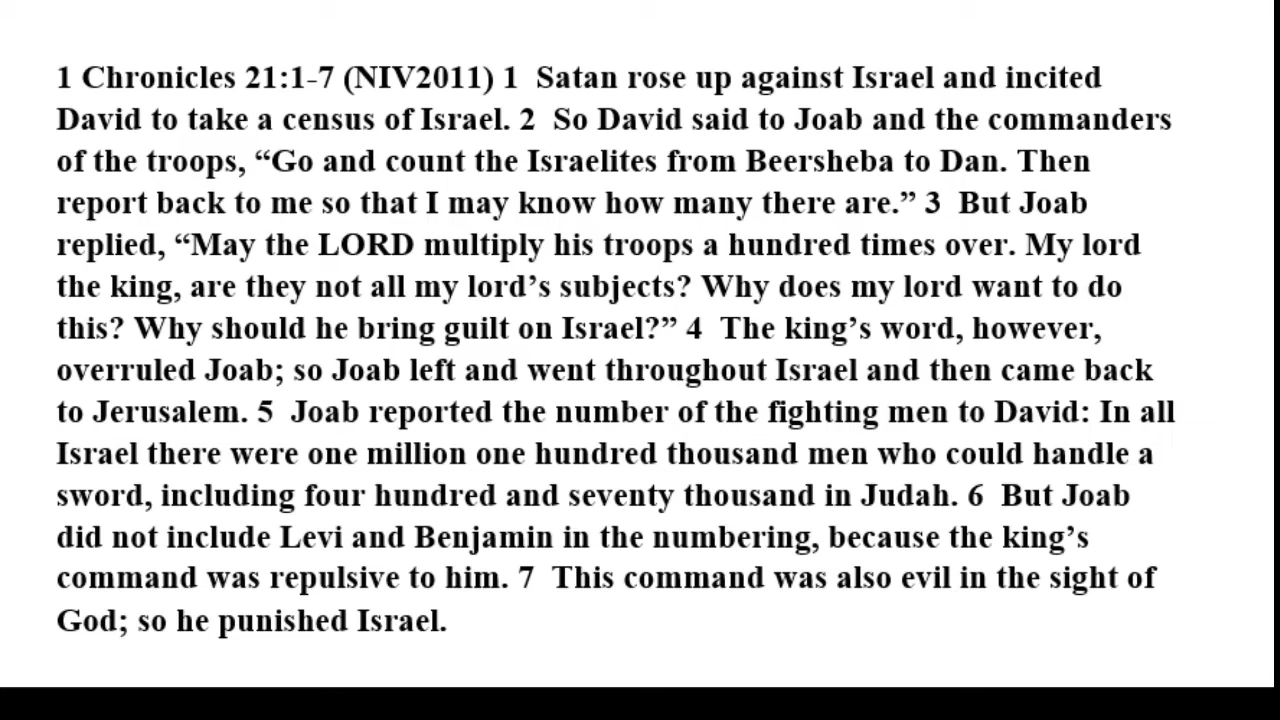 1 Chronicles 21:1-7 (NIV2011) 1  Satan rose up against Israel and incited
David to take a census of Israel. 2  So David said to Joab and the commanders
of the troops, “Go and count the Israelites from Beersheba to Dan. Then
report back to me so that I may know how many there are.” 3  But Joab
replied, “May the LORD multiply his troops a hundred times over. My lord
the king, are they not all my lord’s subjects? Why does my lord want to do
this? Why should he bring guilt on Israel?” 4  The king’s word, however,
overruled Joab; so Joab left and went throughout Israel and then came back
to Jerusalem. 5  Joab reported the number of the fighting men to David: In all
Israel there were one million one hundred thousand men who could handle a
sword, including four hundred and seventy thousand in Judah. 6  But Joab
did not include Levi and Benjamin in the numbering, because the king’s
command was repulsive to him. 7  This command was also evil in the sight of
God; so he punished Israel.